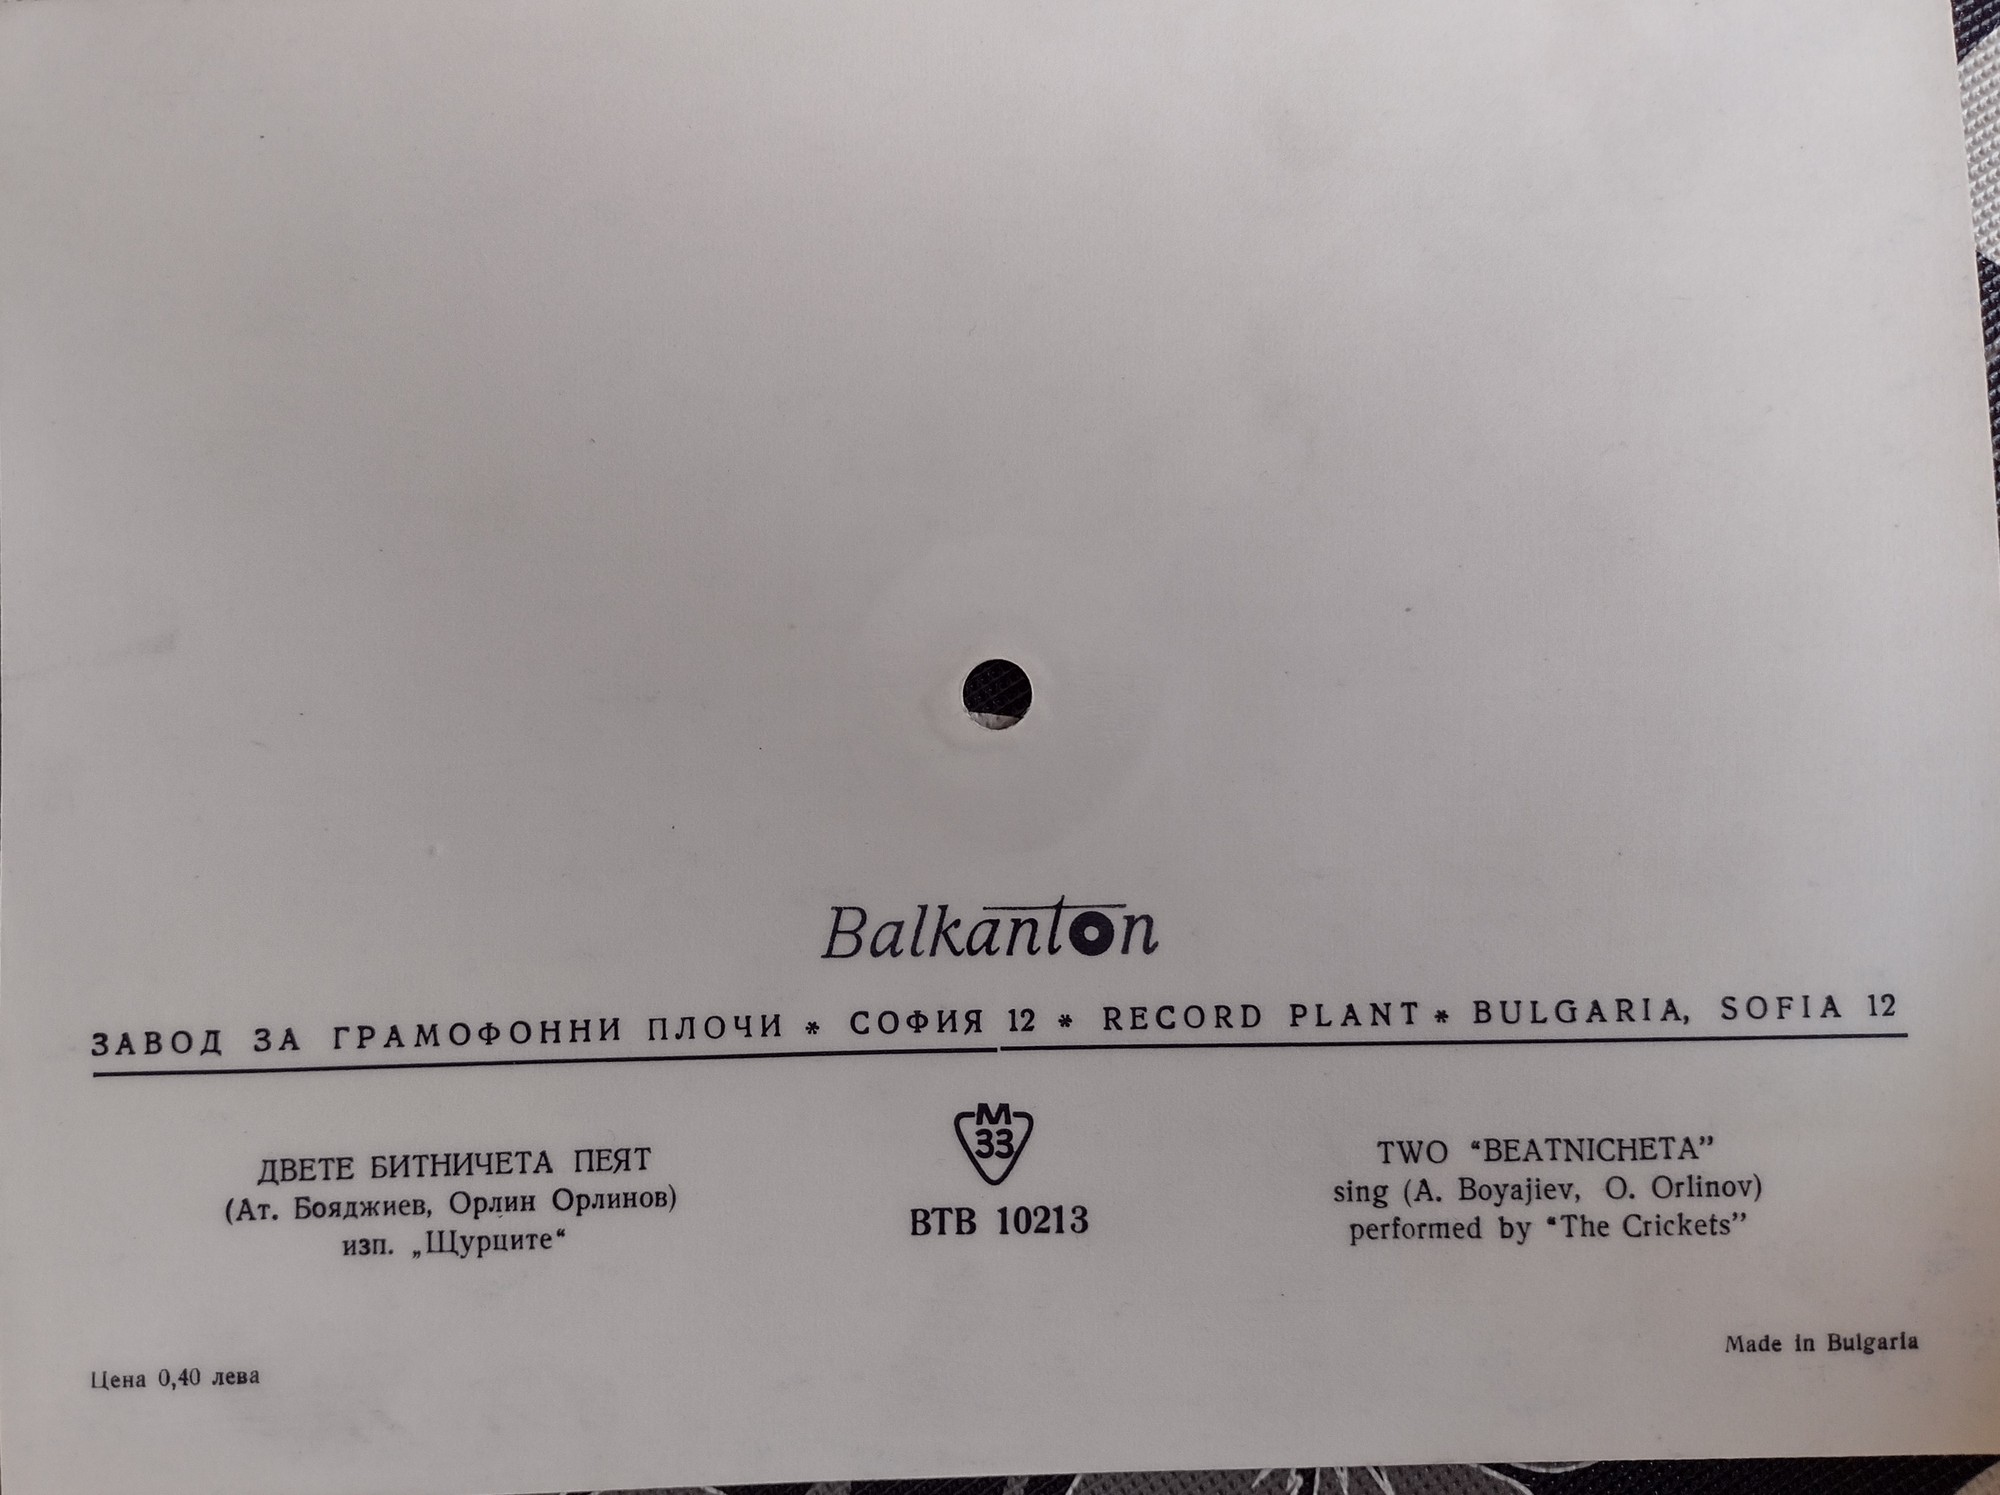 Balkanton
ЗАВОД ЗА ГРАМОФОННИ ПЛОЧИ * СОФИЯ 12 * RECORD PLANT * BULGARIA, SOFIA 12
ДВЕТЕ БИТНИЧЕТА ПЕЯТ
(Ат. Бояджиев, Орлин Орлинов)
изп. „Щурците“
М
33
ВТВ 10213
TWO “BEATNICHETA”
sing (A. Boyajiev, O. Orlinov)
performed by “The Crickets”
Цена 0,40 лева
Made in Bulgaria